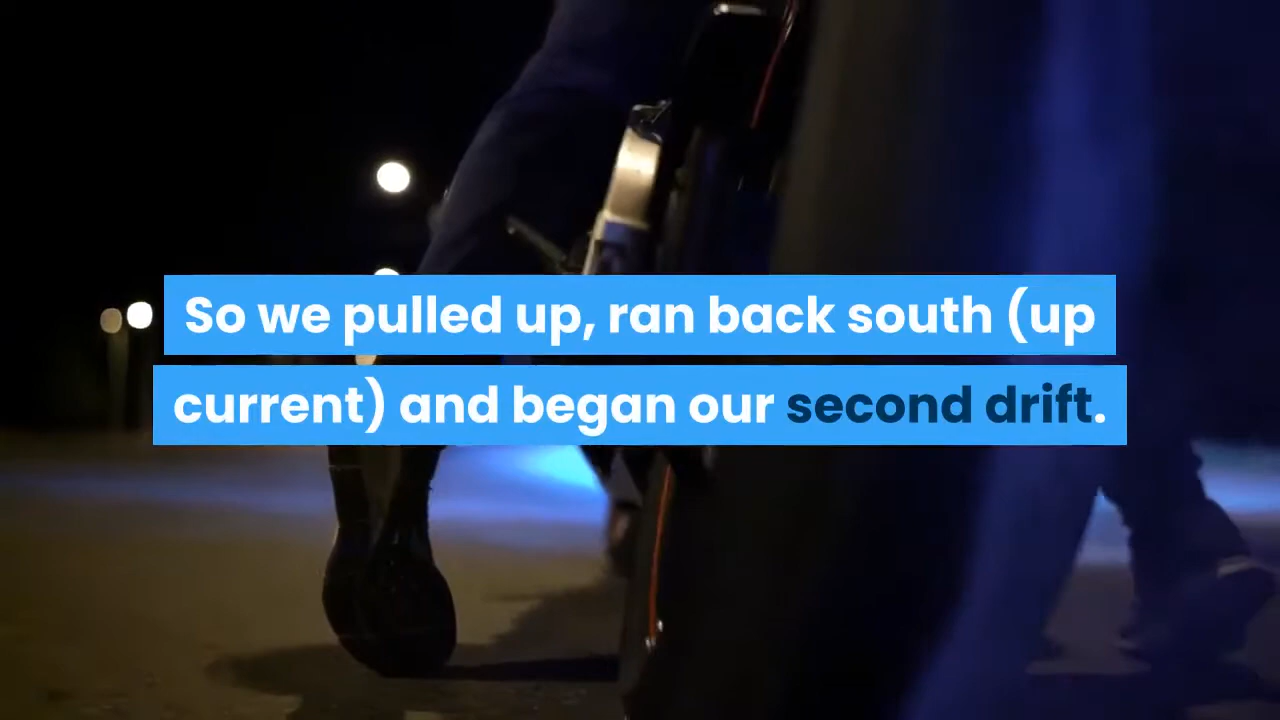 So we pulled up, ran back south (up
current) and began our second drift.